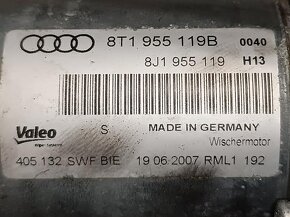 8T1 955 119B 0040
8J1 955 119 H13
Valeo S MADE IN GERMANY
Wischermotor
405 132 SWF BIE 19 06 2007 RML1 192